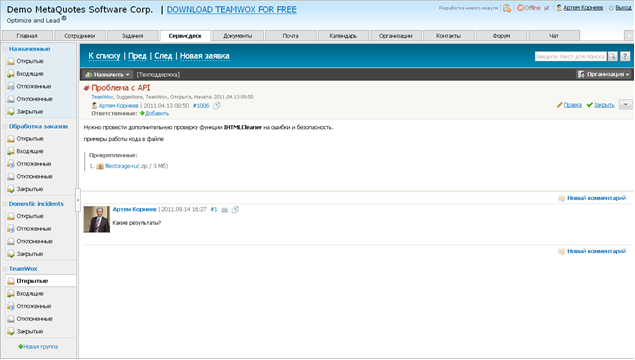 Demo MetaQuotes Software Corp. | DOWNLOAD TEAMWOX FOR FREE
Optimize and Lead ®
Разработка нового модуля Offline Артем Корнеев Выход
Главная Сотрудники Задания Сервисдеск Документы Почта Календарь Организации Контакты Форум Чат
Назначенные
Открытые
Входящие
Отложенные
Отклоненные
Закрытые
Обработка заказов
Открытые
Входящие
Отложенные
Отклоненные
Закрытые
Domestic incidents
Открытые
Отложенные
Отклоненные
Закрытые
TeamWox
Открытые
Входящие
Отложенные
Отклоненные
Закрытые
Новая группа
К списку | Пред | След | Новая заявка
Введите текст для поиска
Назначить [Техподдержка] Организация
Проблема с API
TeamWox, Suggestions, TeamWox, Открыта, Начата: 2011.04.13 09:50
Артем Корнеев | 2011.04.13 09:50 #1006
Правка Закрыть
Ответственные: Добавить
Нужно провести дополнительную проверку функции IHTMLCleaner на ошибки и безопасность.
примеры работы кода в файле
Прикрепленные:
1. filestorage-ru(.zip / 3 Мб)
Новый комментарий
Артем Корнеев | 2011.09.14 16:27 #1
Какие результаты?
Новый комментарий